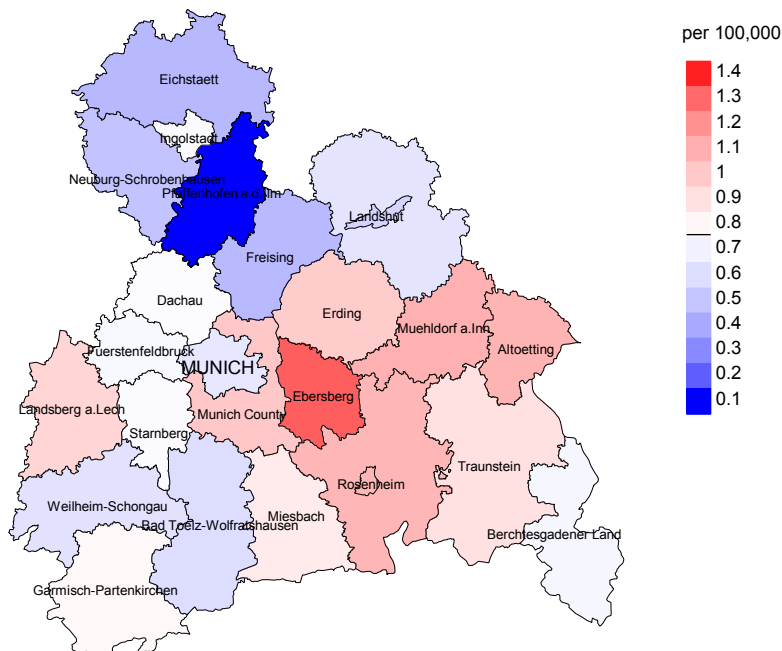 per 100,000
1.4
1.3
1.2
1.1
1
0.9
0.8
0.7
0.6
0.5
0.4
0.3
0.2
0.1
Eichstaett
Ingolstadt
Neuburg-Schrobenhausen
Pfaffenhofen a.d.Ilm
Landshut
Freising
Dachau
Erding
Muehldorf a.Inn
Altoetting
Fuerstenfeldbruck
MUNICH
Ebersberg
Landsberg a.Lech
Munich County
Starnberg
Traunstein
Rosenheim
Weilheim-Schongau
Miesbach
Bad Toelz-Wolfratshausen
Berchtesgadener Land
Garmisch-Partenkirchen